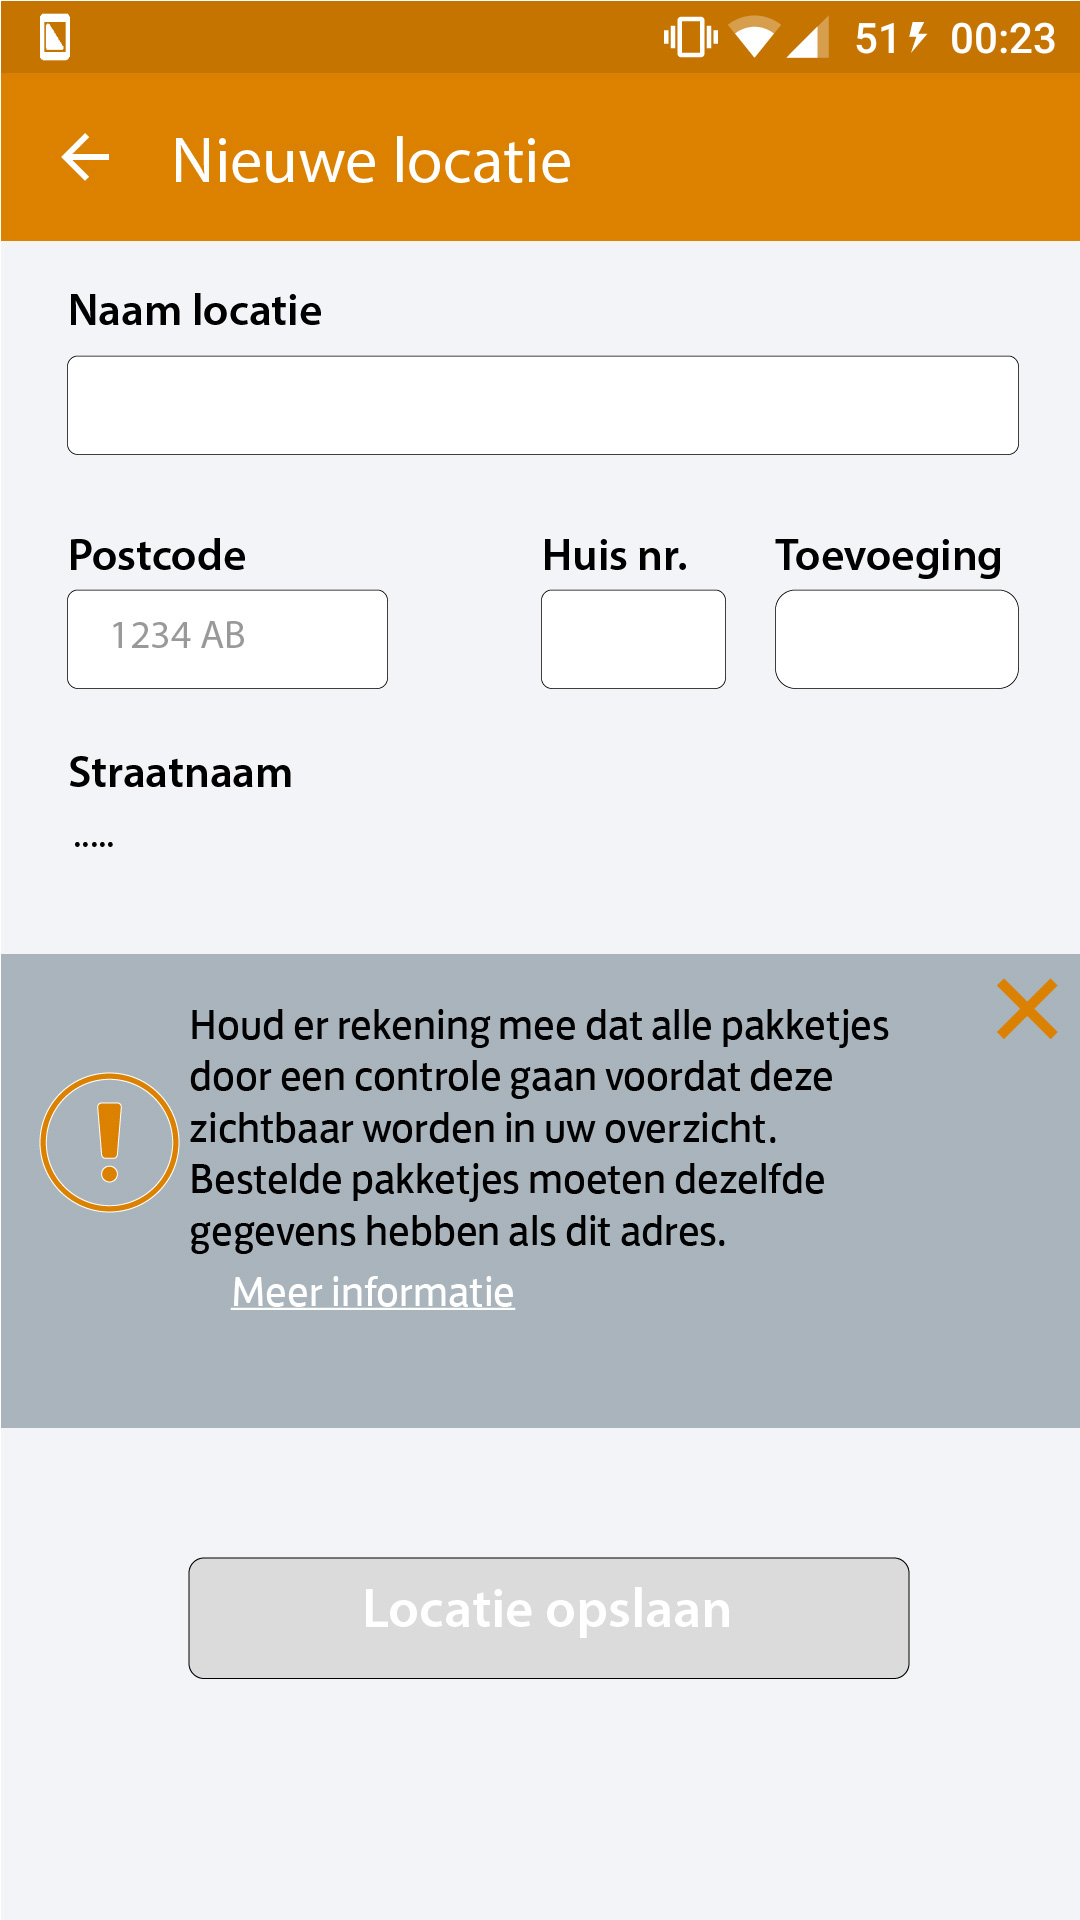 51 00:23
Nieuwe locatie
Naam locatie
Postcode Huis nr. Toevoeging
1234 AB
Straatnaam
.....
Houd er rekening mee dat alle pakketjes
door een controle gaan voordat deze
zichtbaar worden in uw overzicht.
Bestelde pakketjes moeten dezelfde
gegevens hebben als dit adres.
Meer informatie
Locatie opslaan